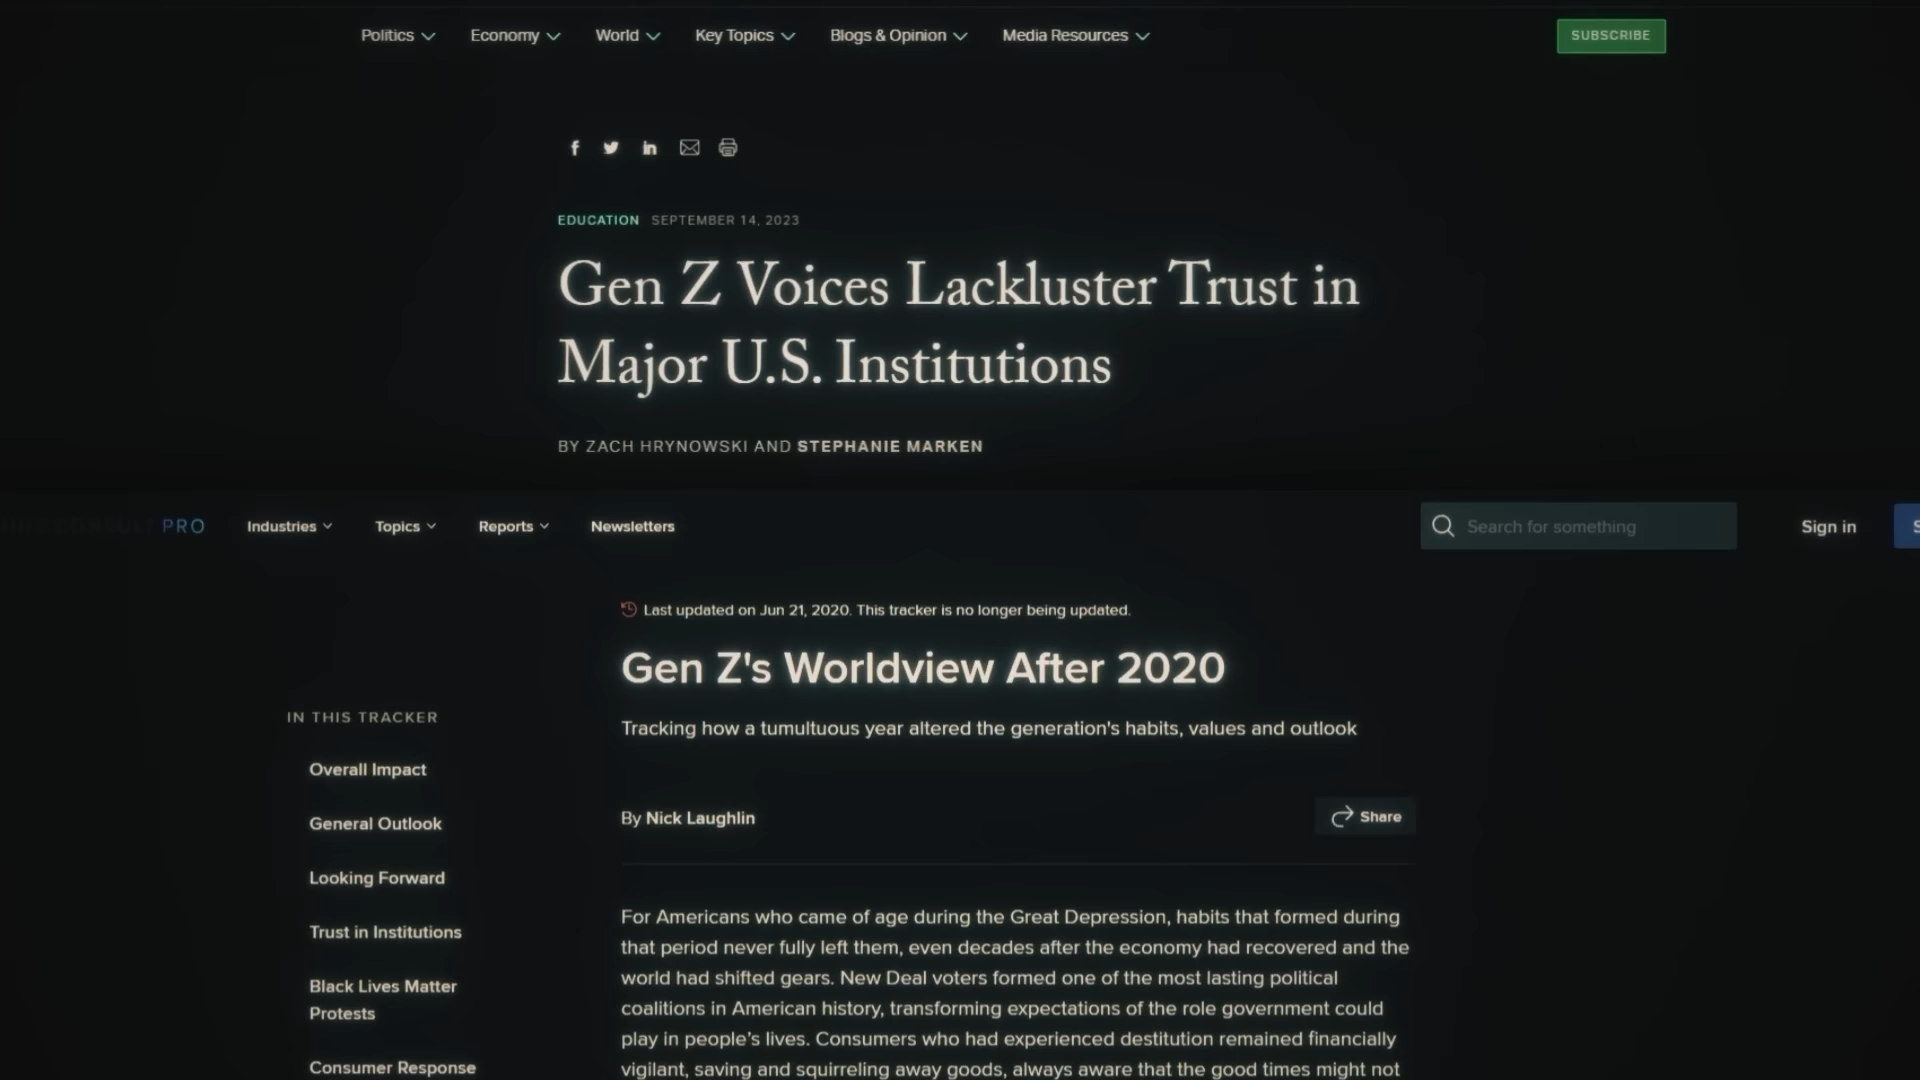 Politics Economy World Key Topics Blogs & Opinion Media Resources SUBSCRIBE
EDUCATION SEPTEMBER 14, 2023
Gen Z Voices Lackluster Trust in
Major U.S. Institutions
BY ZACH HRYNOWSKI AND STEPHANIE MARKEN
PRO Industries Topics Reports Newsletters Search for something Sign in
Last updated on Jun 21, 2020. This tracker is no longer being updated.
Gen Z's Worldview After 2020
Tracking how a tumultuous year altered the generation's habits, values and outlook
IN THIS TRACKER
Overall Impact
General Outlook
Looking Forward
Trust in Institutions
Black Lives Matter
Protests
Consumer Response
By Nick Laughlin
Share
For Americans who came of age during the Great Depression, habits that formed during
that period never fully left them, even decades after the economy had recovered and the
world had shifted gears. New Deal voters formed one of the most lasting political
coalitions in American history, transforming expectations of the role government could
play in people’s lives. Consumers who had experienced destitution remained financially
vigilant, saving and squirreling away goods, always aware that the good times might not